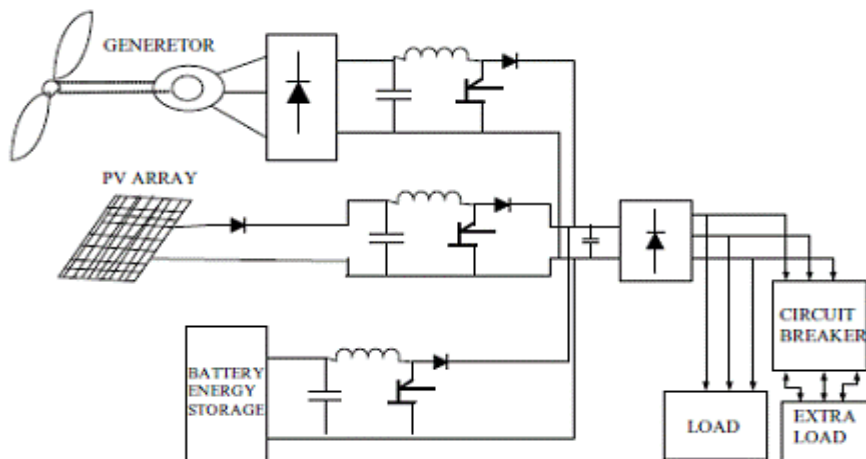 GENERETOR
PV ARRAY
BATTERY
ENERGY
STORAGE
CIRCUIT
BREAKER
LOAD
EXTRA
LOAD